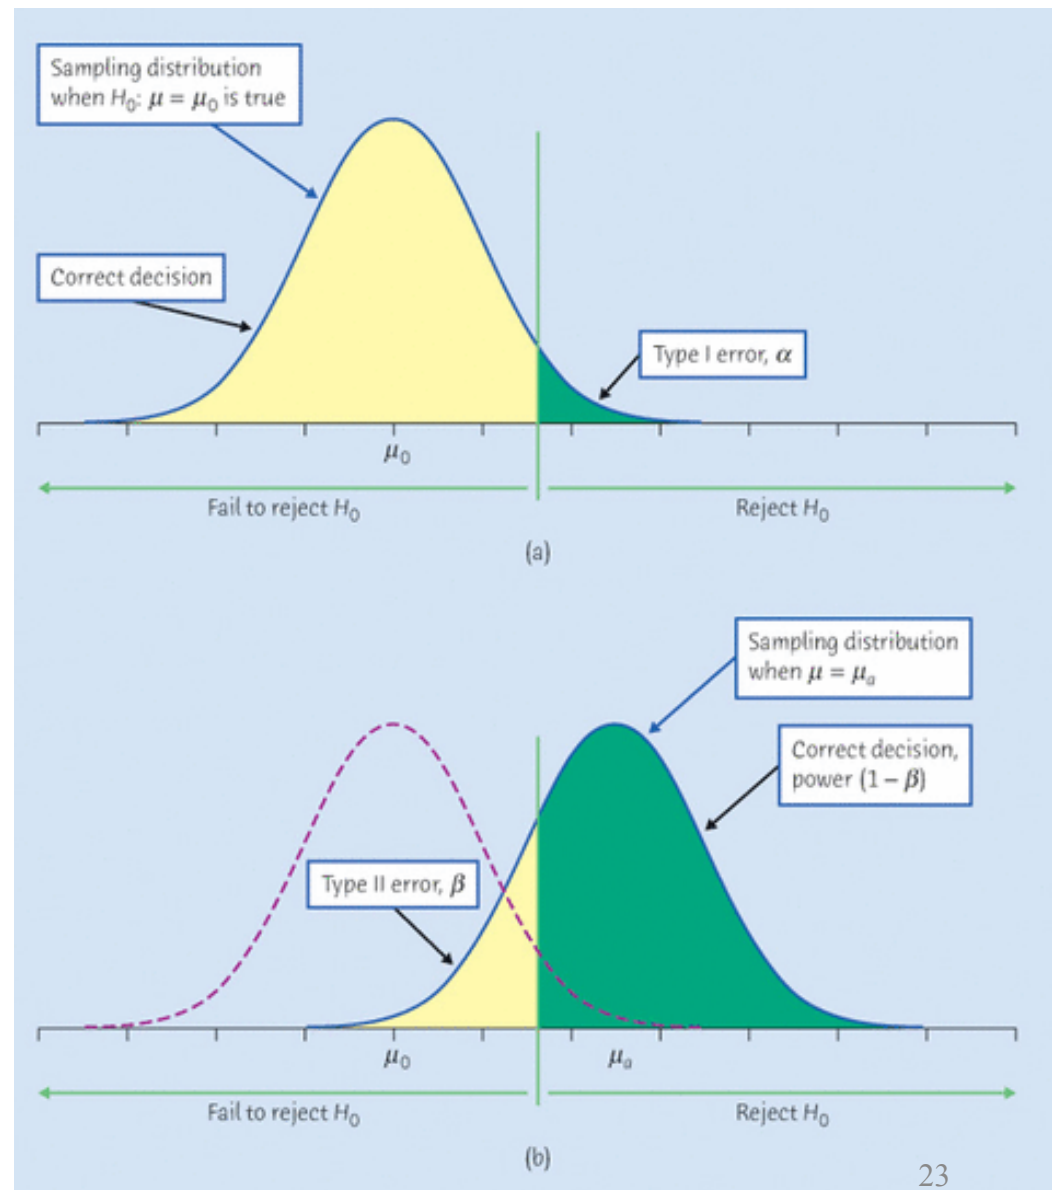 Sampling distribution
when H₀: μ = μ₀ is true
Correct decision
Type I error, α
μ₀
Fail to reject H₀
Reject H₀
(a)
Sampling distribution
when μ = μₐ
Correct decision,
power (1 – β)
Type II error, β
μ₀
μₐ
Fail to reject H₀
Reject H₀
(b)
23